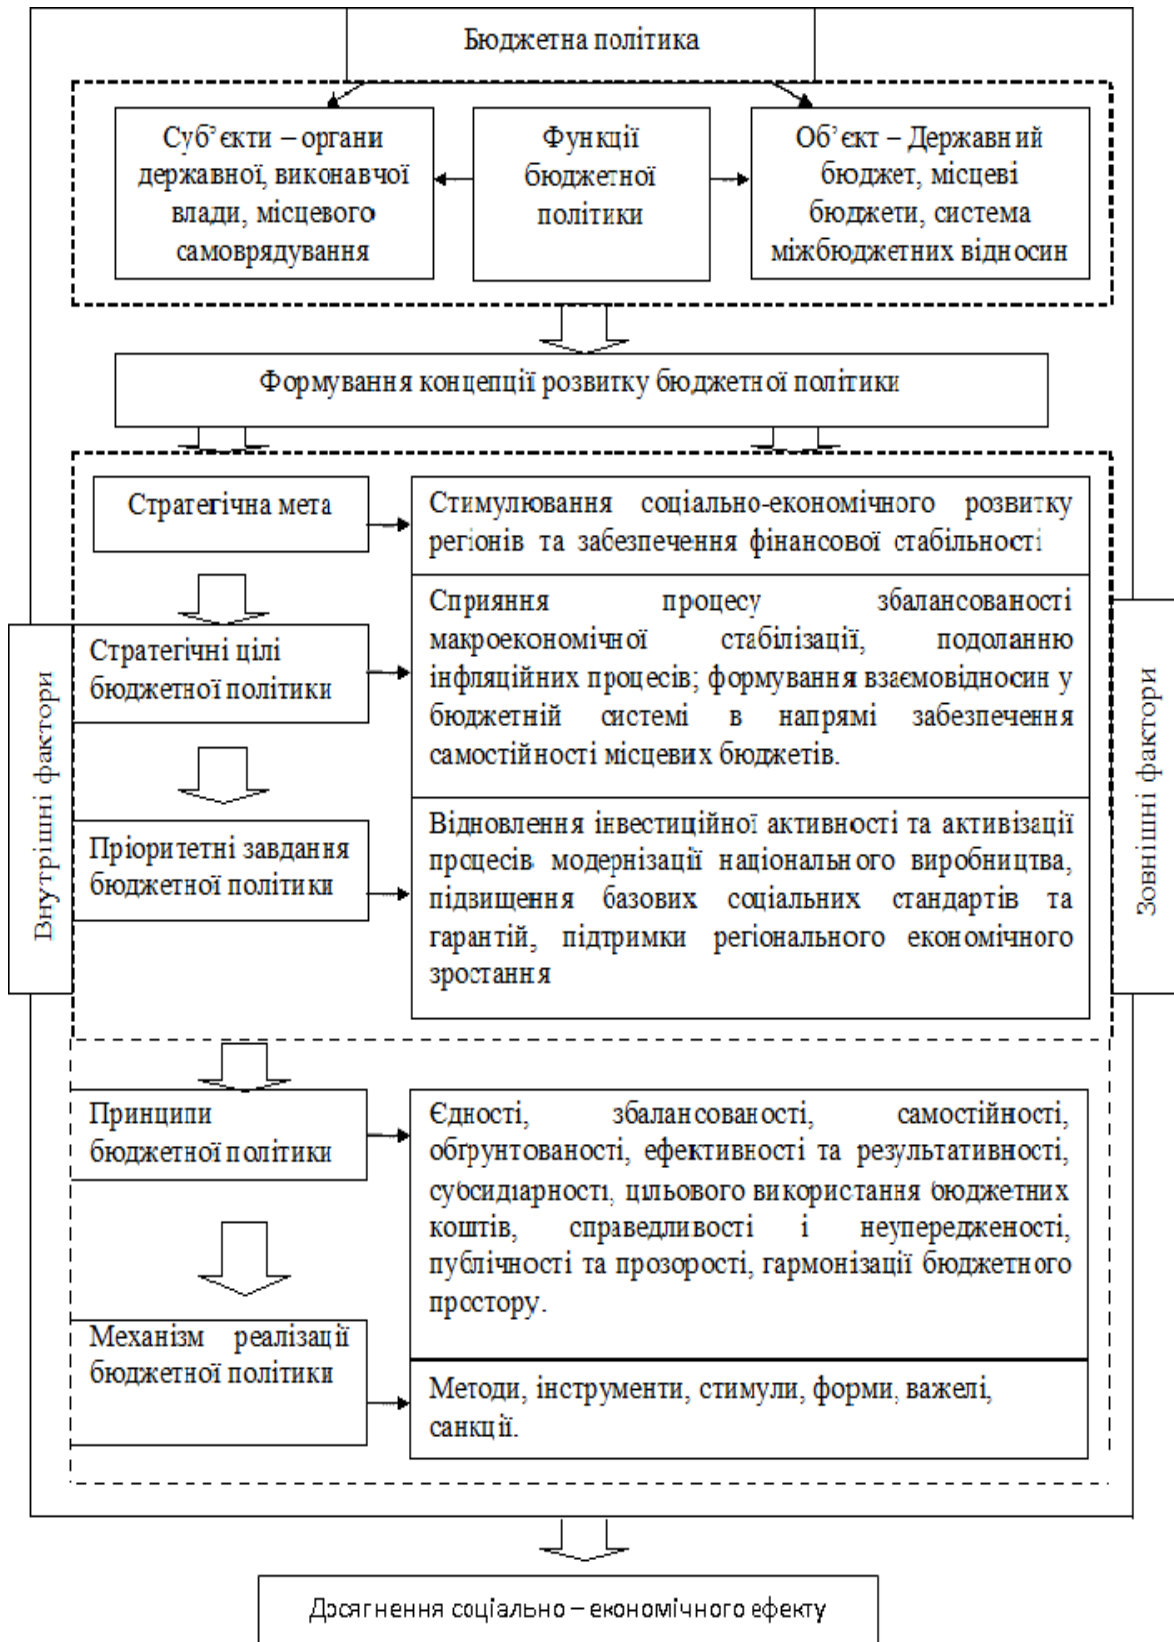 Бюджетна політика
Суб’єкти – органи
державної, виконавчої
влади, місцевого
самоврядування
Функції
бюджетної
політики
Об’єкт – Державний
бюджет, місцеві
бюджети, система
міжбюджетних відносин
Формування концепції розвитку бюджетної політики
Стратегічна мета
Стимулювання соціально-економічного розвитку
регіонів та забезпечення фінансової стабільності
Стратегічні цілі
бюджетної політики
Сприяння процесу збалансованості
макроекономічної стабілізації, подоланню
інфляційних процесів; формування взаємовідносин у
бюджетній системі в напрямі забезпечення
самостійності місцевих бюджетів.
Пріоритетні завдання
бюджетної політики
Відновлення інвестиційної активності та активізації
процесів модернізації національного виробництва,
підвищення базових соціальних стандартів та
гарантій, підтримки регіонального економічного
зростання
Внутрішні фактори
Зовнішні фактори
Принципи
бюджетної політики
Єдності, збалансованості, самостійності,
обґрунтованості, ефективності та результативності,
субсидіарності, цільового використання бюджетних
коштів, справедливості і неупередженості,
публічності та прозорості, гармонізації бюджетного
простору.
Механізм реалізації
бюджетної політики
Методи, інструменти, стимули, форми, важелі,
санкції.
Досягнення соціально – економічного ефекту